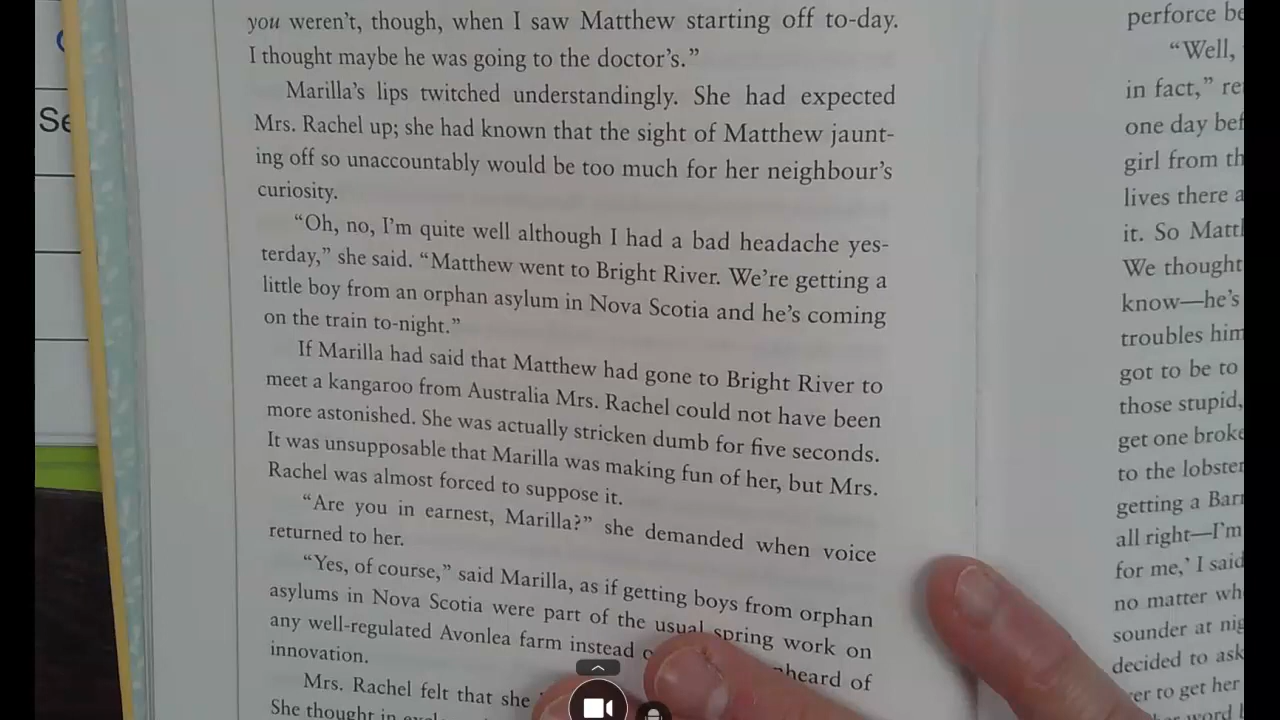 you weren't, though, when I saw Matthew starting off to-day.
I thought maybe he was going to the doctor's.”
Marilla's lips twitched understandingly. She had expected
Mrs. Rachel up; she had known that the sight of Matthew jaunt-
ing off so unaccountably would be too much for her neighbour's
curiosity.
“Oh, no, I'm quite well although I had a bad headache yes-
terday,” she said. “Matthew went to Bright River. We're getting a
little boy from an orphan asylum in Nova Scotia and he's coming
on the train to-night.”
If Marilla had said that Matthew had gone to Bright River to
meet a kangaroo from Australia Mrs. Rachel could not have been
more astonished. She was actually stricken dumb for five seconds.
It was unsupposable that Marilla was making fun of her, but Mrs.
Rachel was almost forced to suppose it.
“Are you in earnest, Marilla?” she demanded when voice
returned to her.
“Yes, of course,” said Marilla, as if getting boys from orphan
asylums in Nova Scotia were part of the usual spring work on
any well-regulated Avonlea farm instead heard of
innovation.
Mrs. Rachel felt that she
She thought in
perforce
“Well,
in fact,”
one day
girl from
lives there
it. So
We thought
know—he's
troubles him
got to be to
those stupid,
get one
to the
getting a
all right—I'm
for me,' I said
no matter
sounder at
decided to
to get her
word